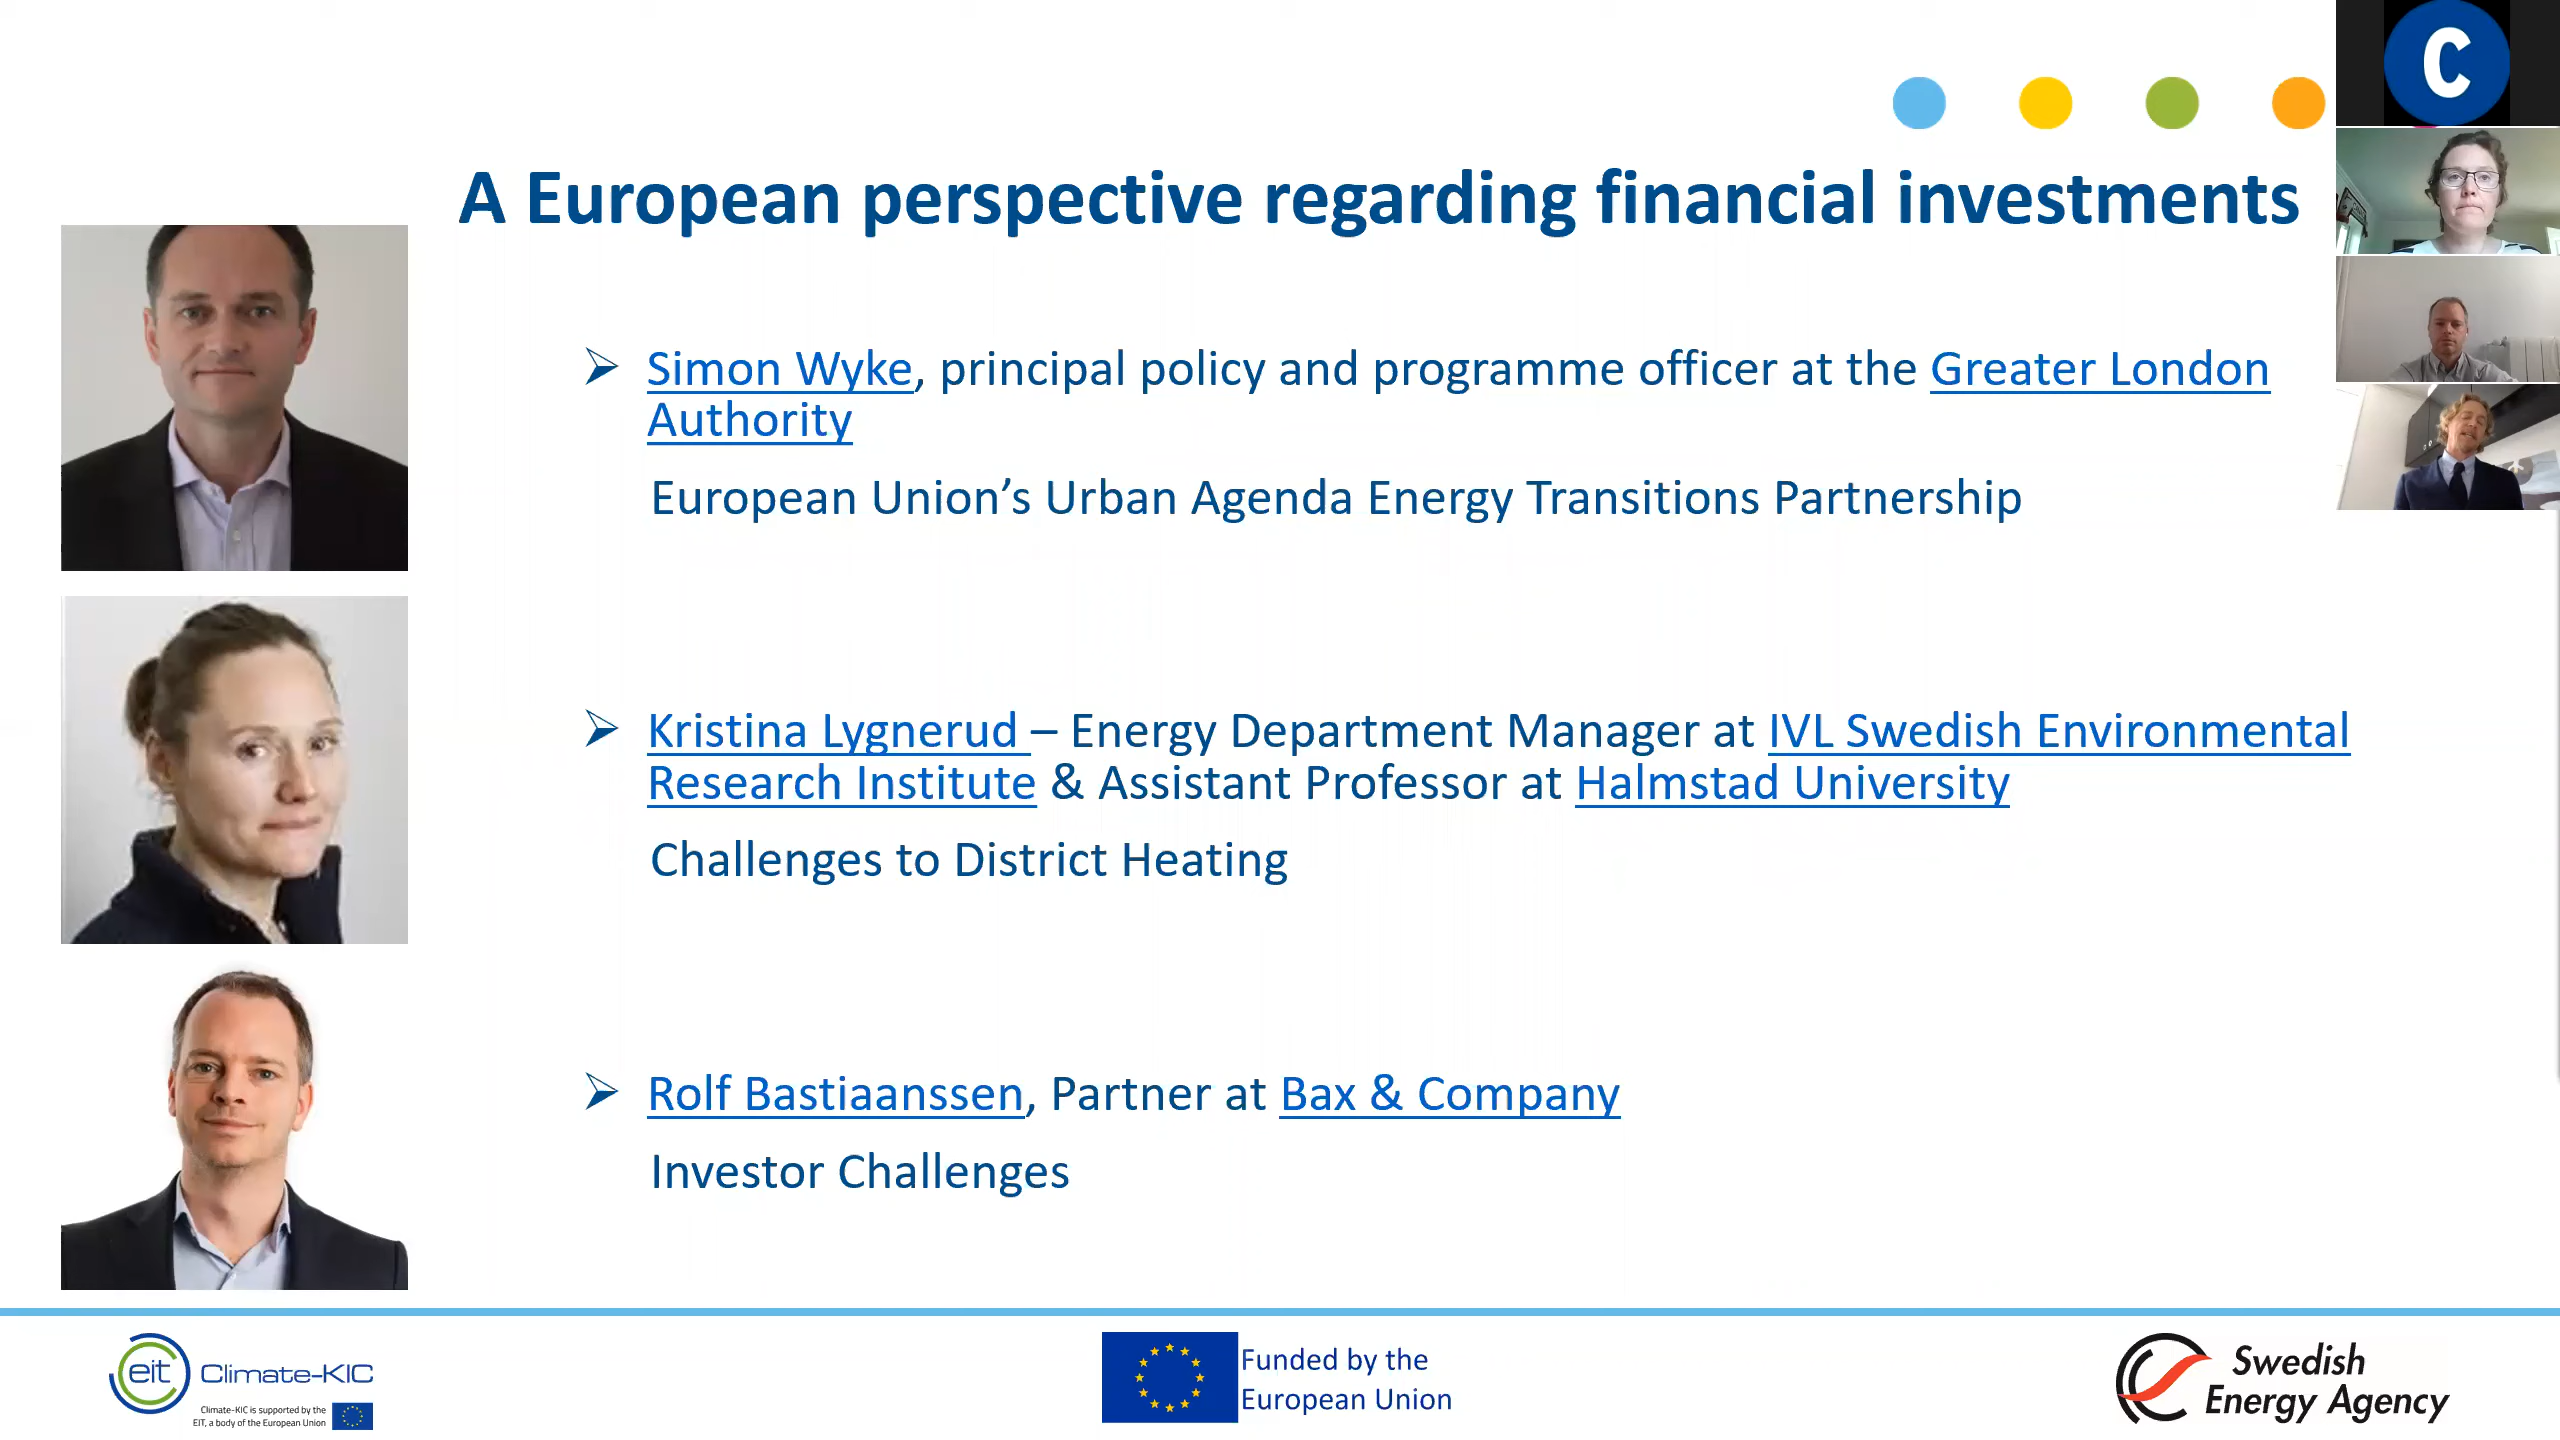 C
A European perspective regarding financial investments
Simon Wyke, principal policy and programme officer at the Greater London
Authority
European Union’s Urban Agenda Energy Transitions Partnership
Kristina Lygnerud – Energy Department Manager at IVL Swedish Environmental
Research Institute & Assistant Professor at Halmstad University
Challenges to District Heating
Rolf Bastiaanssen, Partner at Bax & Company
Investor Challenges
eit Climate-KIC
Climate-KIC is supported by the
EIT, a body of the European Union
Funded by the
European Union
Swedish
Energy Agency